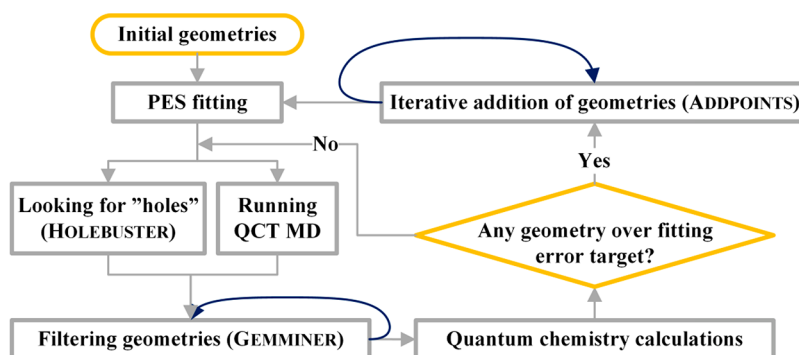 Initial geometries
PES fitting
Iterative addition of geometries (ADDPOINTS)
No
Yes
Looking for ”holes”
(HOLEBUSTER)
Running
QCT MD
Any geometry over fitting
error target?
Filtering geometries (GEMMINER)
Quantum chemistry calculations